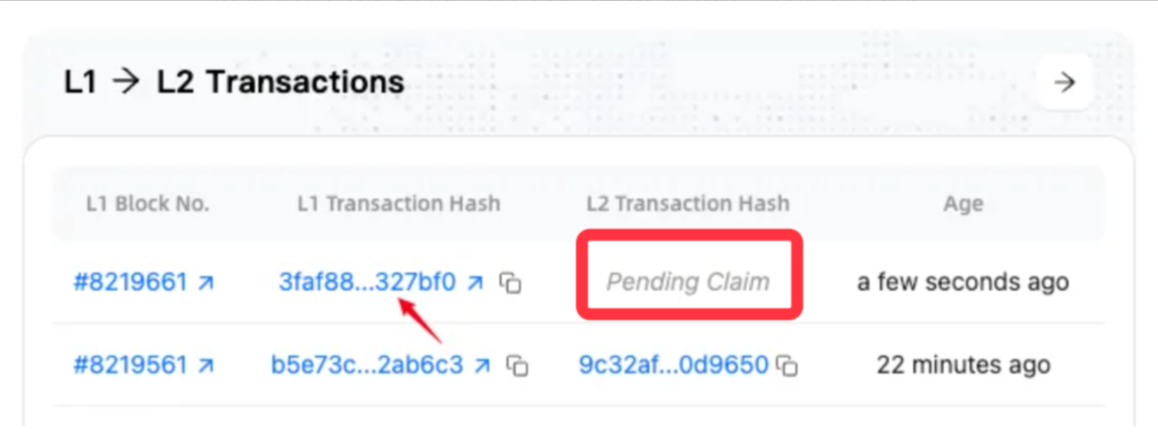 L1 → L2 Transactions
L1 Block No. L1 Transaction Hash L2 Transaction Hash Age
#8219661 3faf88...327bf0 Pending Claim a few seconds ago
#8219561 b5e73c...2ab6c3 9c32af...0d9650 22 minutes ago